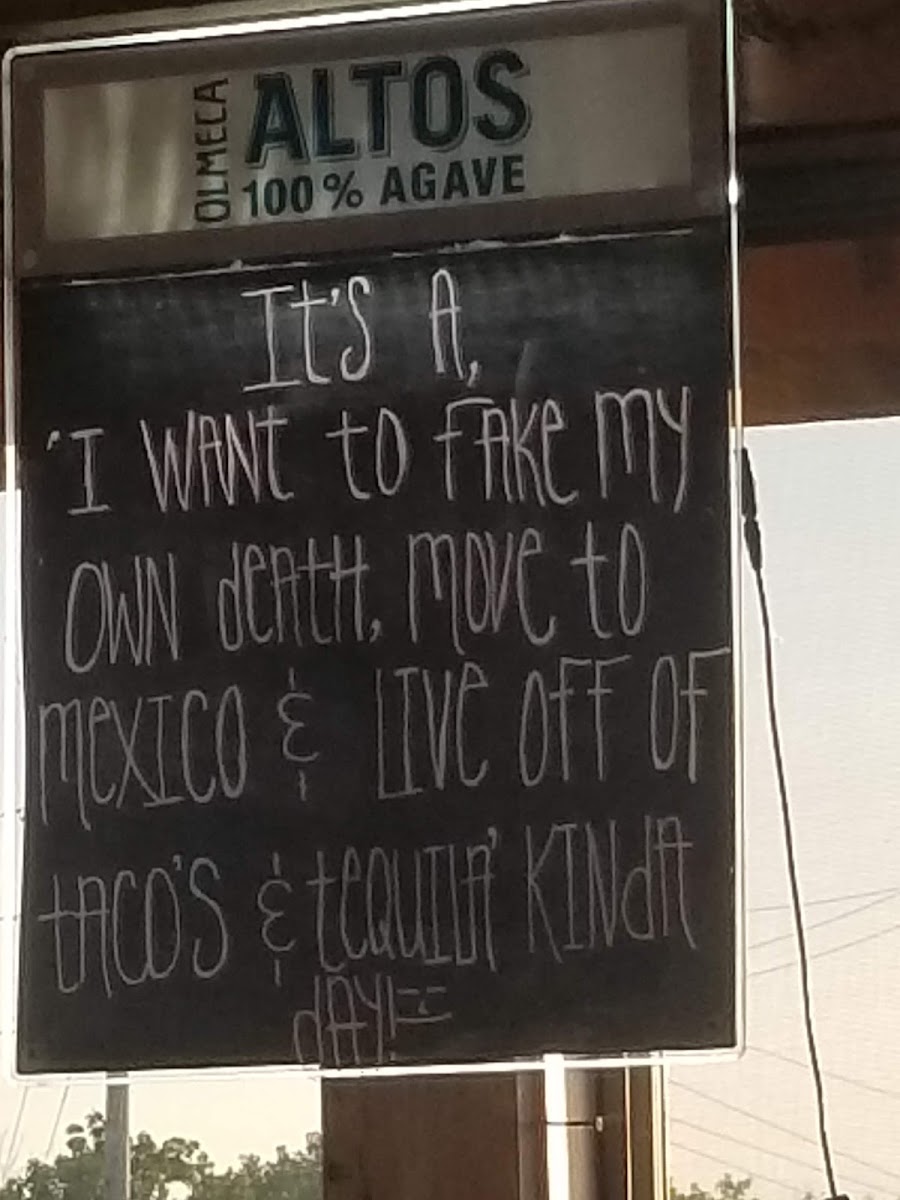 OLMECA
ALTOS
100% AGAVE
It'S A,
'I WANt to FAKe MY
OWN deAtH, MOVe to
MeXICO & LIVe OFF OF
tACO'S & teQUILA' KINdA
dAY!